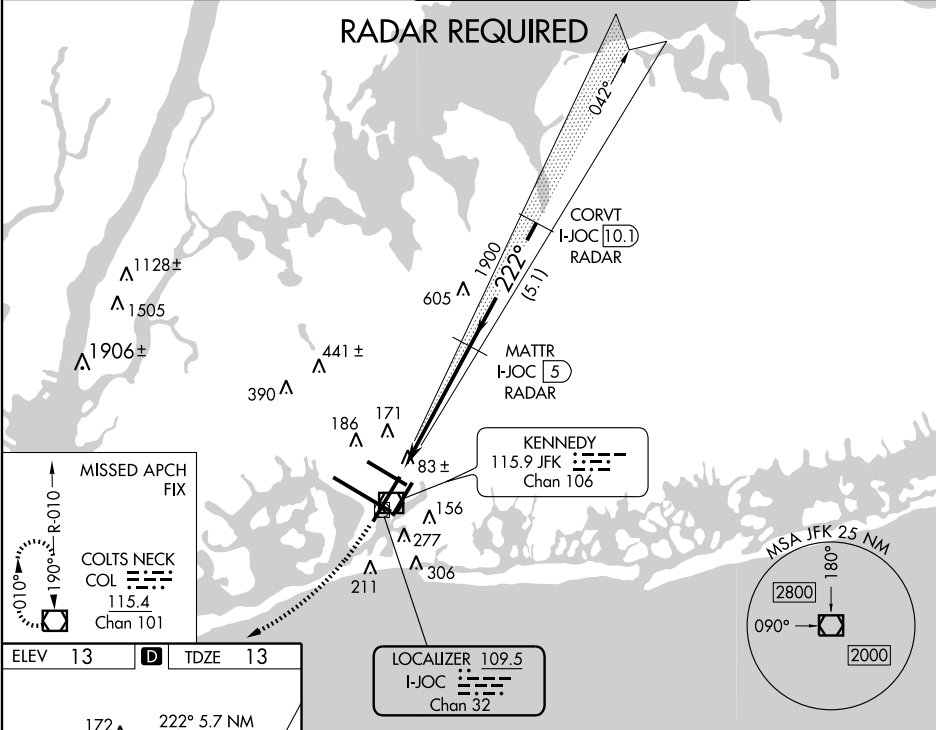 RADAR REQUIRED
042°
CORVT
I-JOC 10.1
RADAR
1900
222°
(5.1)
605
1128±
1505
1906±
441±
390
MATTR
I-JOC 5
RADAR
186
171
83±
KENNEDY
115.9 JFK
Chan 106
156
277
306
211
MISSED APCH
FIX
R-010
190°
010°
COLTS NECK
COL
115.4
Chan 101
MSA JFK 25 NM
180°
2800
090°
2000
LOCALIZER 109.5
I-JOC
Chan 32
ELEV 13 D TDZE 13
172
222° 5.7 NM